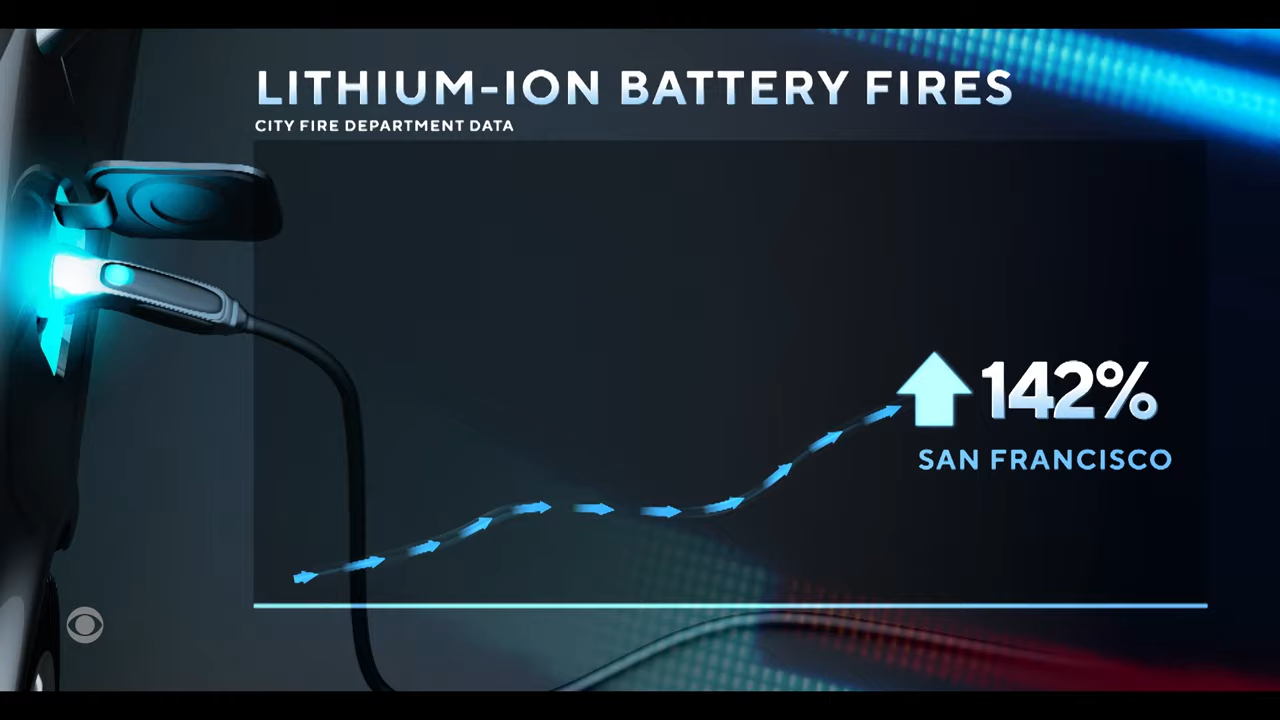 LITHIUM-ION BATTERY FIRES
CITY FIRE DEPARTMENT DATA
142%
SAN FRANCISCO